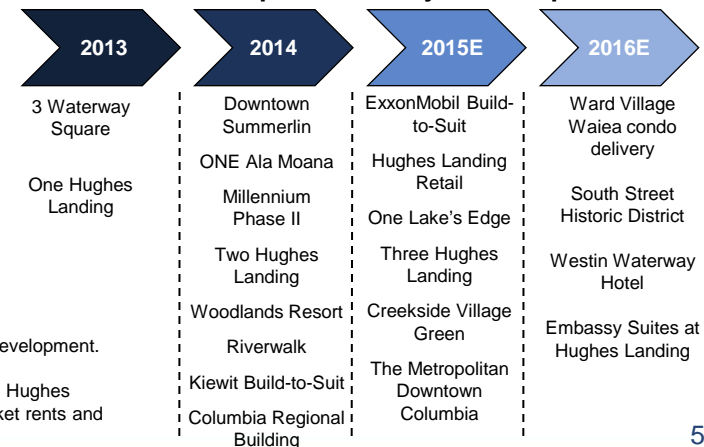 2013
2014
2015E
2016E
3 Waterway
Square
One Hughes
Landing
Downtown
Summerlin
ONE Ala Moana
Millennium
Phase II
Two Hughes
Landing
Woodlands Resort
Riverwalk
Kiewit Build-to-Suit
Columbia Regional
Building
ExxonMobil Build-
to-Suit
Hughes Landing
Retail
One Lake's Edge
Three Hughes
Landing
Creekside Village
Green
The Metropolitan
Downtown
Columbia
Ward Village
Waiea condo
delivery
South Street
Historic District
Westin Waterway
Hotel
Embassy Suites at
Hughes Landing
evelopment.
Hughes
ket rents and
5